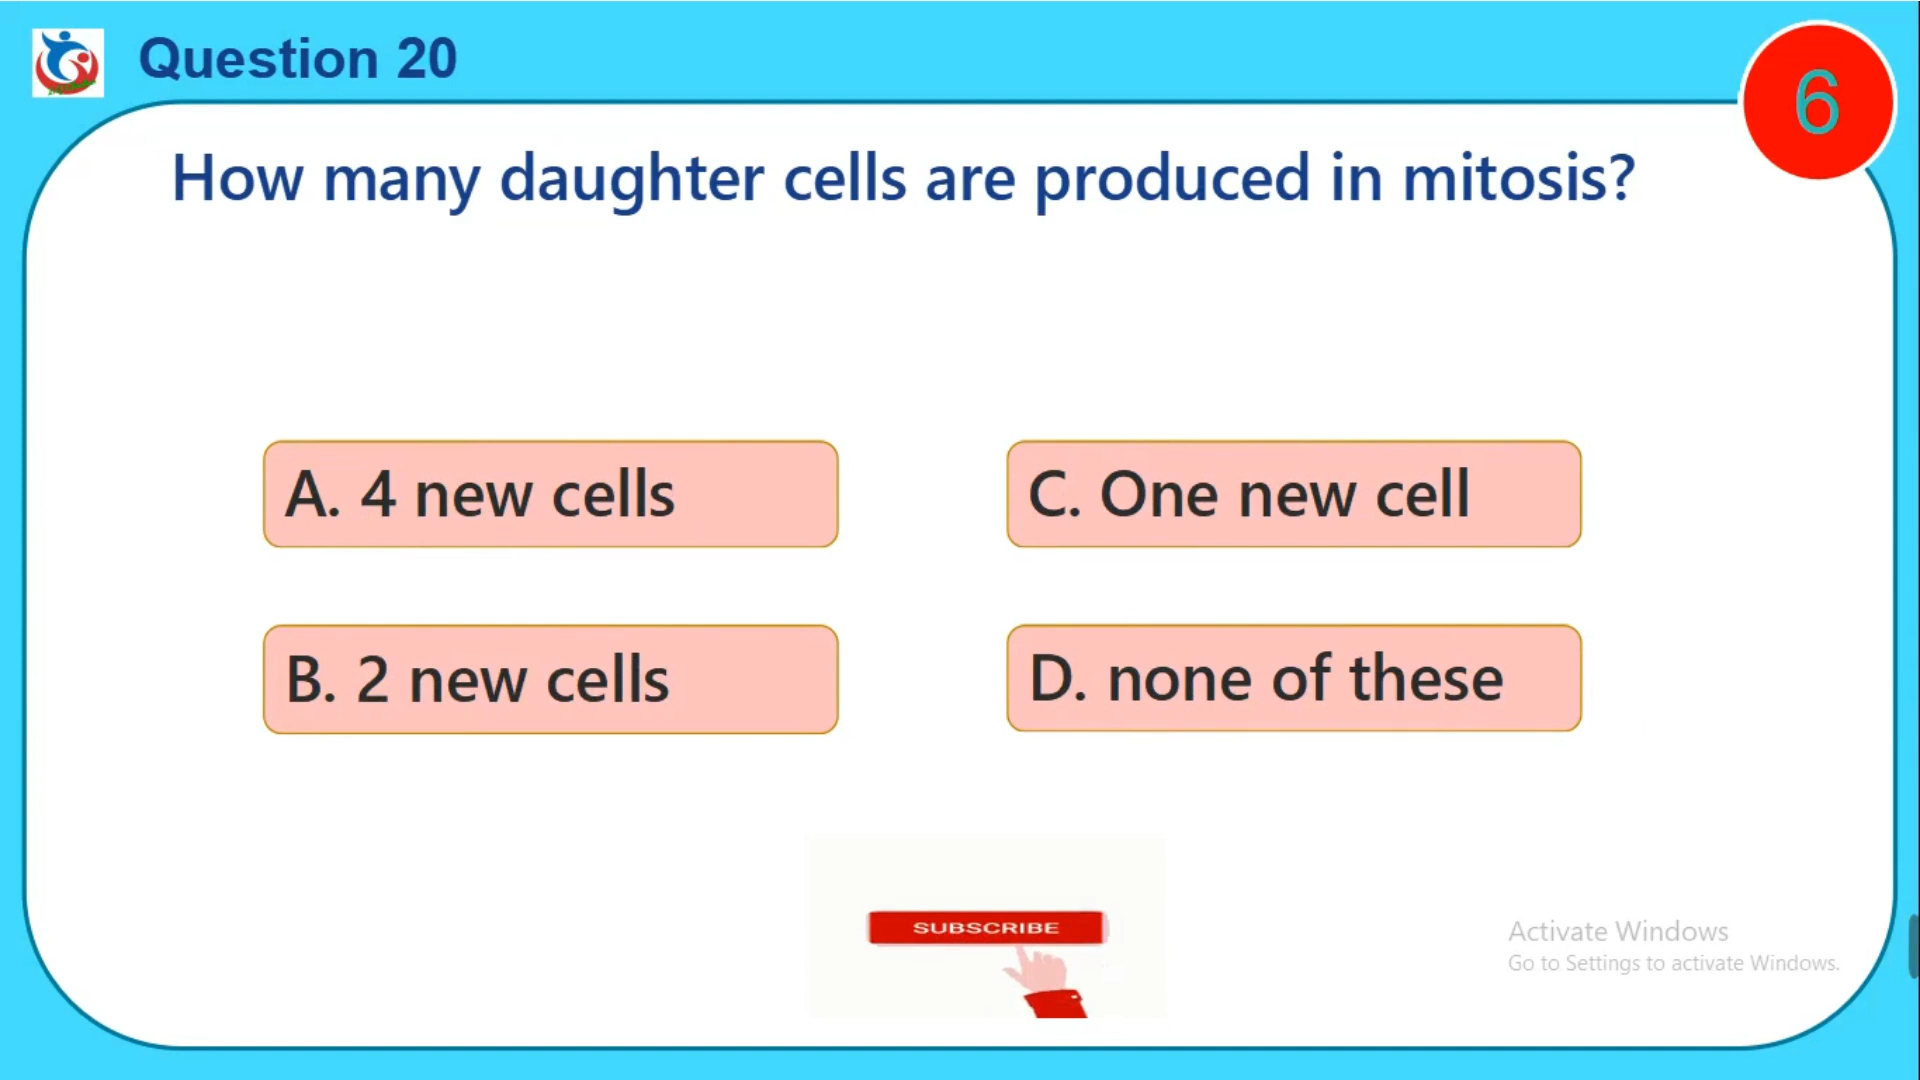 Question 20
6
How many daughter cells are produced in mitosis?
A. 4 new cells
C. One new cell
B. 2 new cells
D. none of these
SUBSCRIBE
Activate Windows
Go to Settings to activate Windows.